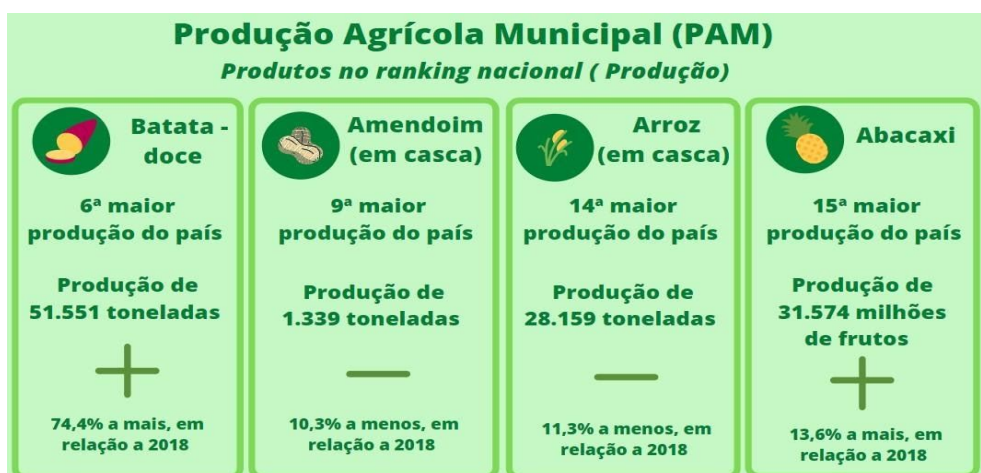 Produção Agrícola Municipal (PAM)
Produtos no ranking nacional ( Produção)
Batata -
doce
6ª maior
produção do país
Produção de
51.551 toneladas
74,4% a mais, em
relação a 2018
Amendoim
(em casca)
9ª maior
produção do país
Produção de
1.339 toneladas
10,3% a menos, em
relação a 2018
Arroz
(em casca)
14ª maior
produção do país
Produção de
28.159 toneladas
11,3% a menos, em
relação a 2018
Abacaxi
15ª maior
produção do país
Produção de
31.574 milhões
de frutos
13,6% a mais, em
relação a 2018